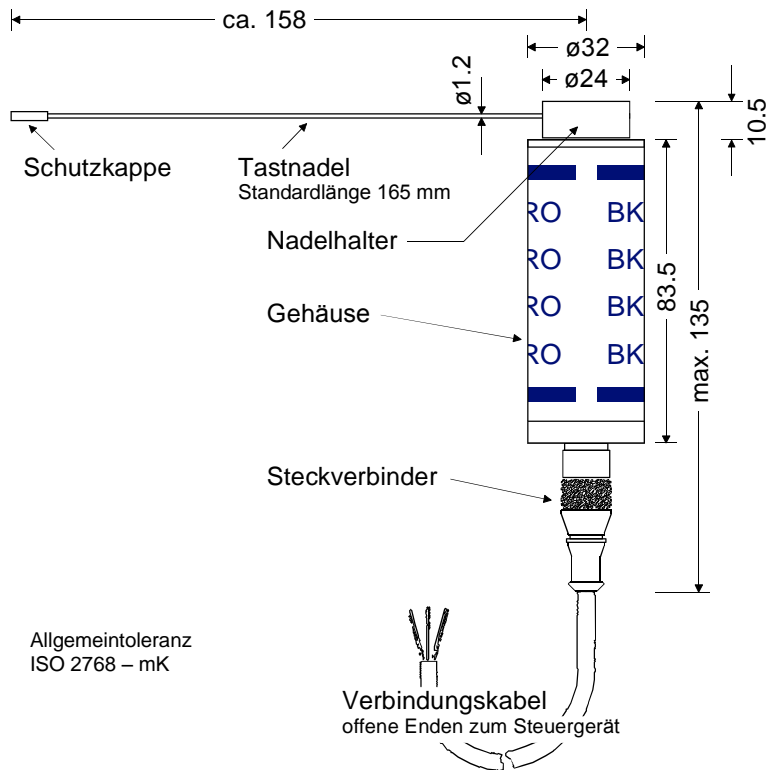 ca. 158
ø32
ø24
ø1.2
10.5
Schutzkappe
Tastnadel
Standardlänge 165 mm
RO BK
Nadelhalter
RO BK
83.5
max. 135
Gehäuse
RO BK
RO BK
Steckverbinder
Allgemeintoleranz
ISO 2768 – mK
Verbindungskabel
offene Enden zum Steuergerät